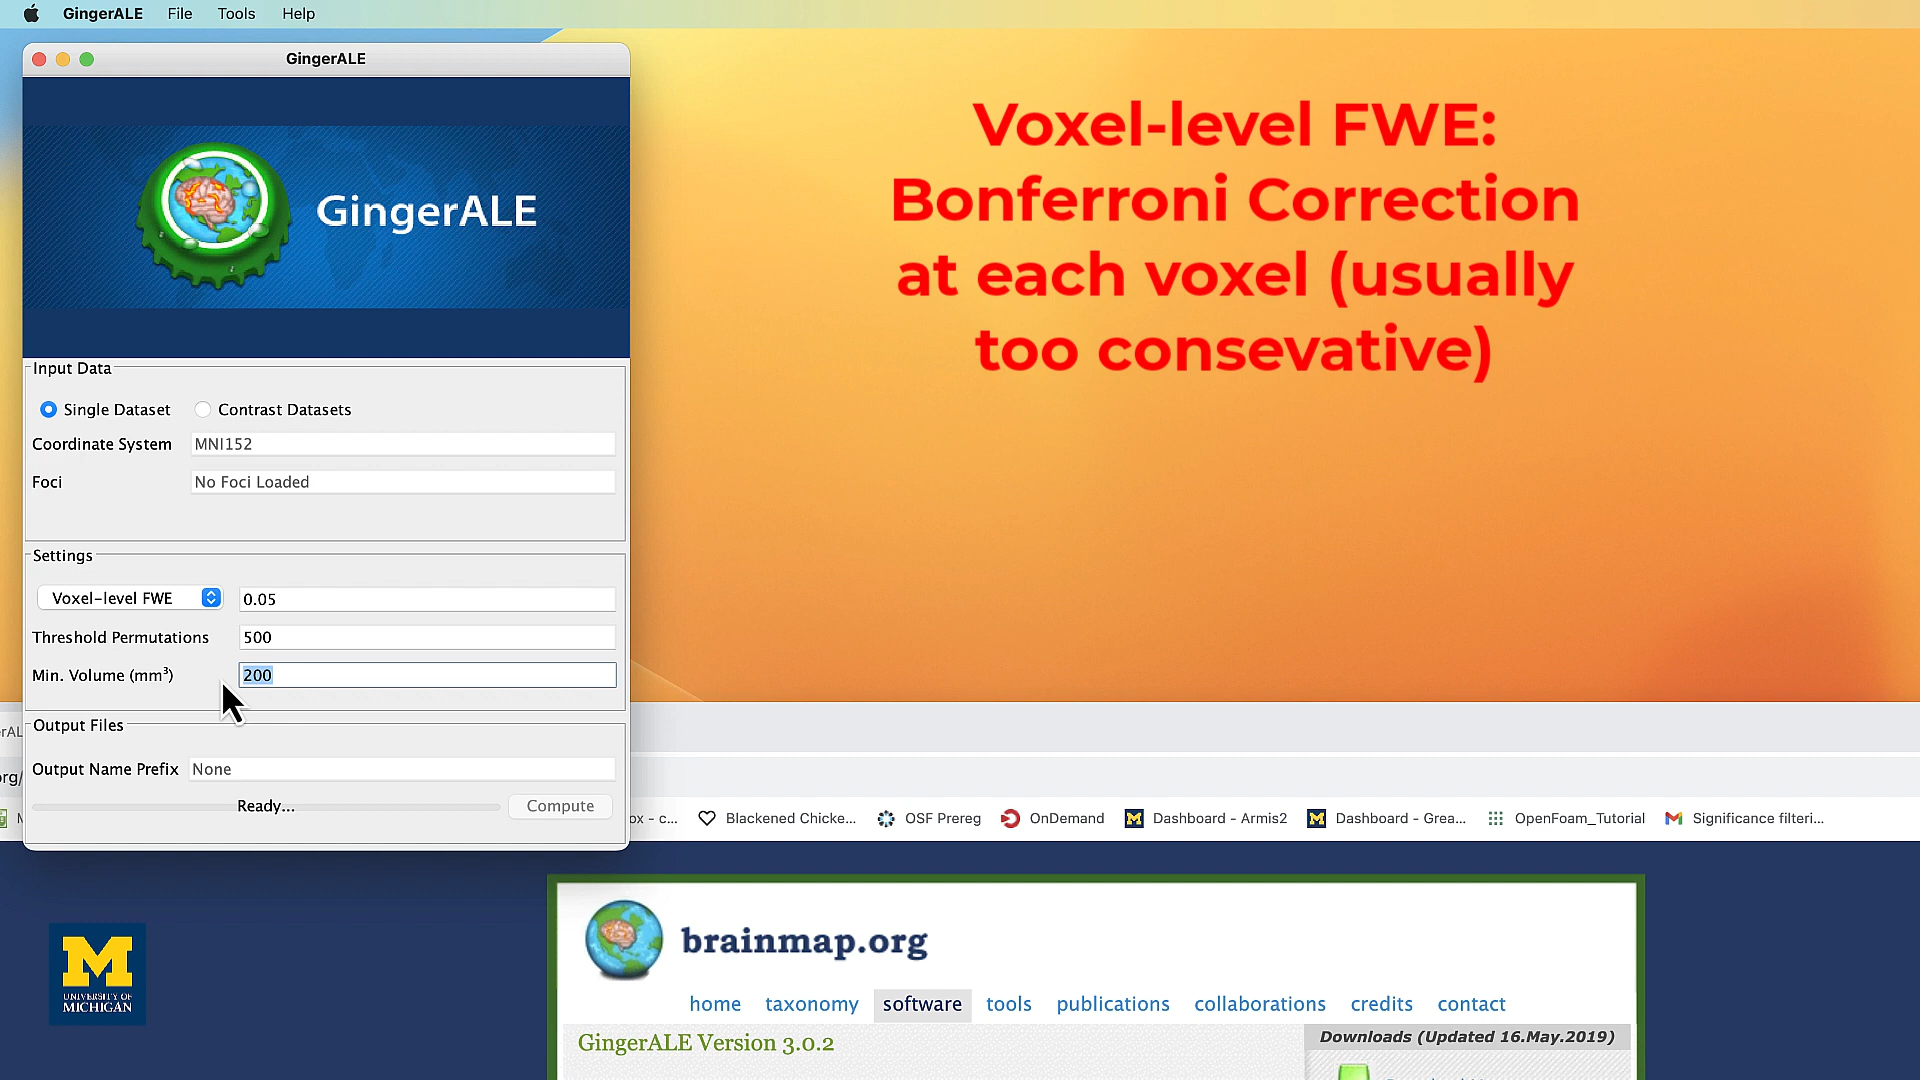 GingerALE File Tools Help
GingerALE
GingerALE
Voxel-level FWE:
Bonferroni Correction
at each voxel (usually
too consevative)
Input Data
Single Dataset Contrast Datasets
Coordinate System MNI152
Foci No Foci Loaded
Settings
Voxel-level FWE 0.05
Threshold Permutations 500
Min. Volume (mm³) 200
Output Files
Output Name Prefix None
Ready... Compute
org/
ox - c... Blackened Chicke... OSF Prereg OnDemand Dashboard - Armis2 Dashboard - Grea... OpenFoam_Tutorial Significance filteri...
M
UNIVERSITY OF
MICHIGAN
brainmap.org
home taxonomy software tools publications collaborations credits contact
GingerALE Version 3.0.2
Downloads (Updated 16.May.2019)